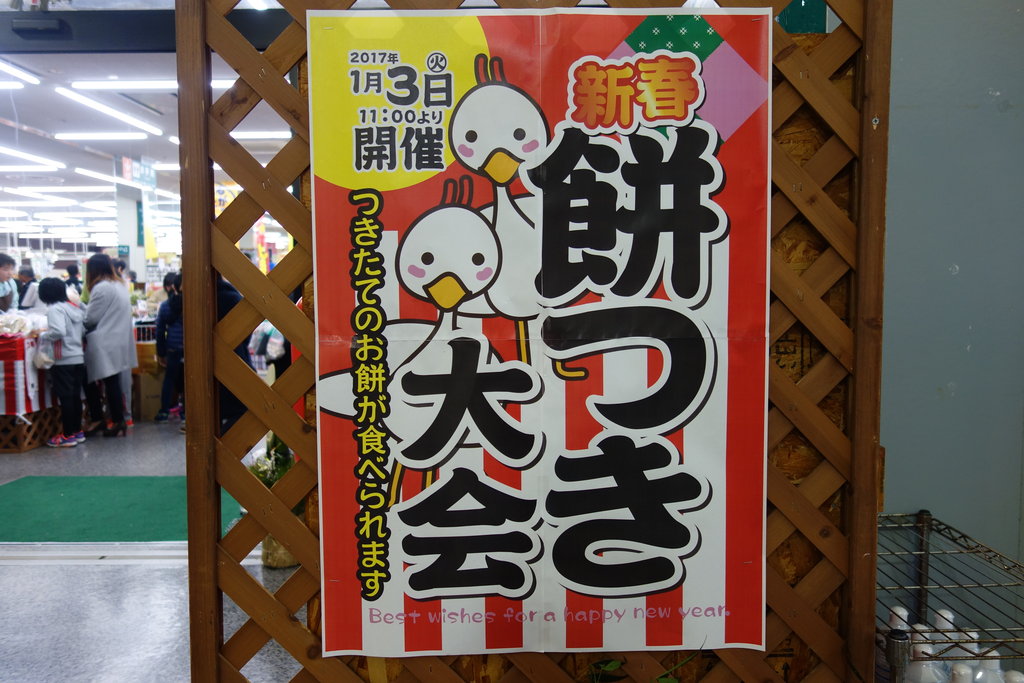 2017年
1月3日㊋
11:00より
開催
新春
餅つき
大会
つきたてのお餅が食べられます
Best wishes for a happy new year.